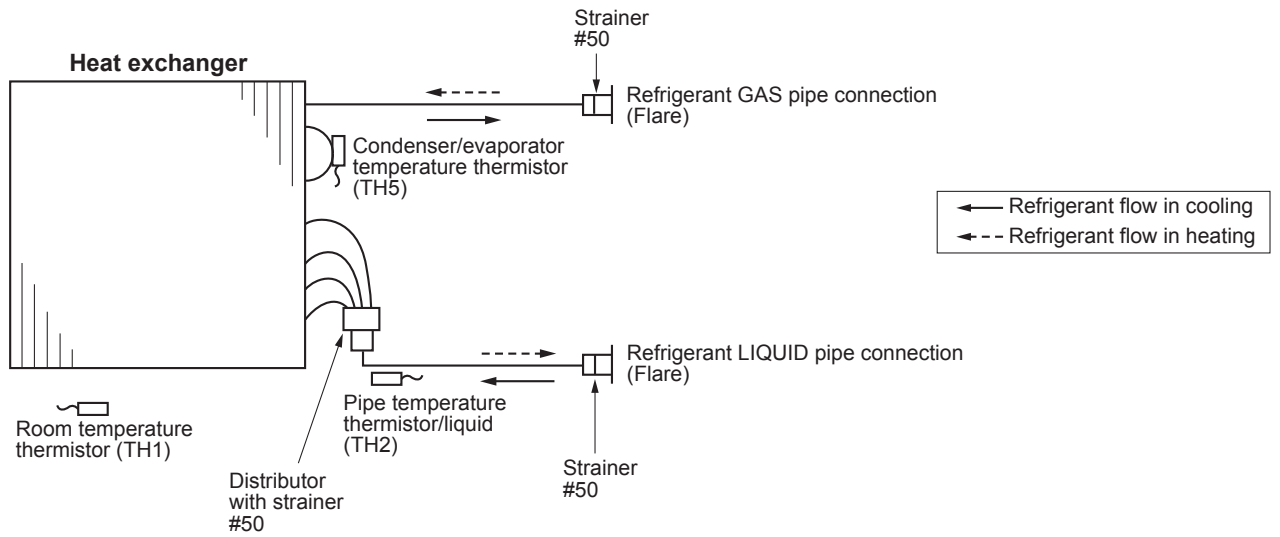 Strainer
#50
Heat exchanger
Refrigerant GAS pipe connection
(Flare)
Condenser/evaporator
temperature thermistor
(TH5)
Refrigerant flow in cooling
Refrigerant flow in heating
Refrigerant LIQUID pipe connection
(Flare)
Pipe temperature
thermistor/liquid
(TH2)
Room temperature
thermistor (TH1)
Strainer
#50
Distributor
with strainer
#50